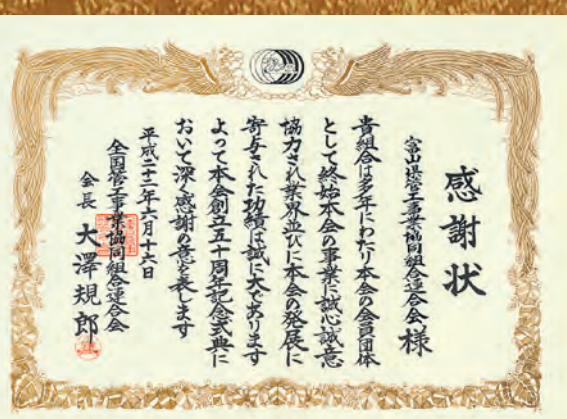 感謝状
富山県管工事業協同組合連合会様
貴組合は多年にわたり本会の会員団体
として終始本会の事業に誠心誠意
協力され業界並びに本会の発展に
寄与された功績は誠に大であります
よって本会創立五十周年記念式典に
おいて深く感謝の意を表します
平成二十二年六月十六日
全国管工事業協同組合連合会
会長 大澤規郎